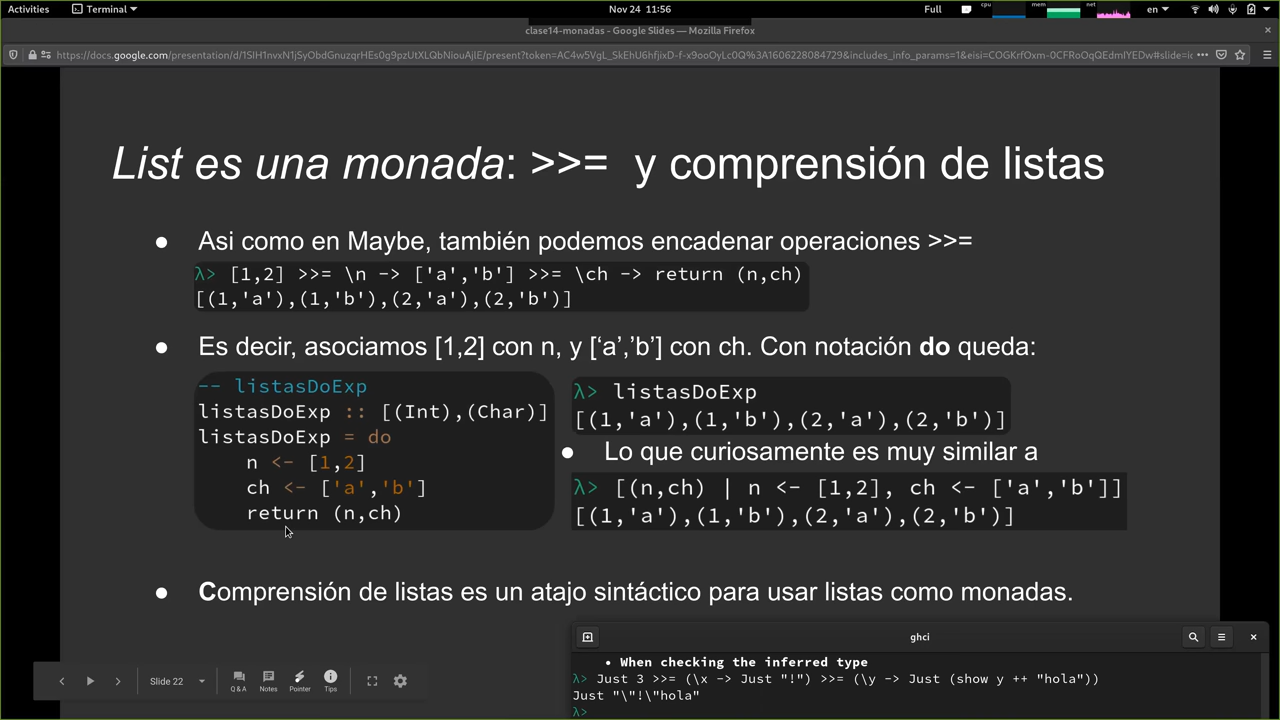 Activities Terminal Nov 24 11:56 Full cpu mem net en
clase14-monadas - Google Slides — Mozilla Firefox
List es una monada: >>= y comprensión de listas
● Asi como en Maybe, también podemos encadenar operaciones >>=
λ> [1,2] >>= \n -> ['a','b'] >>= \ch -> return (n,ch)
[(1,'a'),(1,'b'),(2,'a'),(2,'b')]
● Es decir, asociamos [1,2] con n, y [‘a’,’b’] con ch. Con notación do queda:
-- listasDoExp
listasDoExp :: [(Int),(Char)]
listasDoExp = do
n <- [1,2]
ch <- ['a','b']
return (n,ch)
λ> listasDoExp
[(1,'a'),(1,'b'),(2,'a'),(2,'b')]
● Lo que curiosamente es muy similar a
λ> [(n,ch) | n <- [1,2], ch <- ['a','b']]
[(1,'a'),(1,'b'),(2,'a'),(2,'b')]
● Comprensión de listas es un atajo sintáctico para usar listas como monadas.
Slide 22 Q & A Notes Pointer Tips
ghci
• When checking the inferred type
λ> Just 3 >>= (\x -> Just "!") >>= (\y -> Just (show y ++ "hola"))
Just "\"!\"hola"
λ>